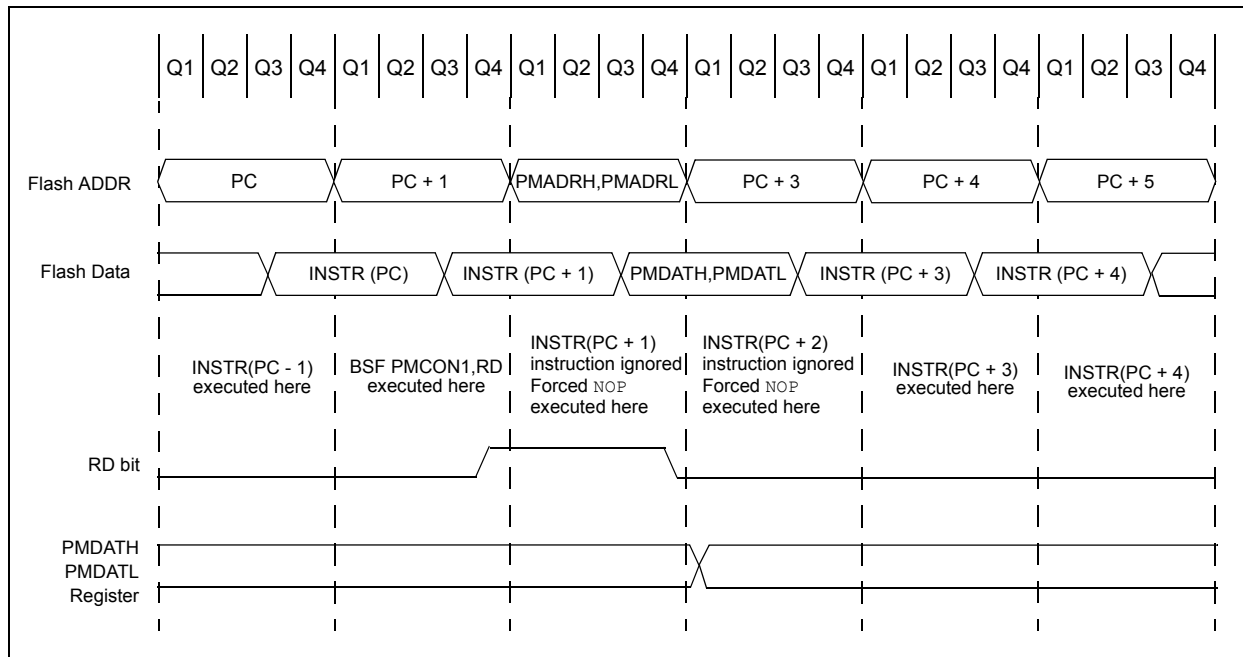 Q1 Q2 Q3 Q4 Q1 Q2 Q3 Q4 Q1 Q2 Q3 Q4 Q1 Q2 Q3 Q4 Q1 Q2 Q3 Q4 Q1 Q2 Q3 Q4
Flash ADDR
PC
PC + 1
PMADRH,PMADRL
PC + 3
PC + 4
PC + 5
Flash Data
INSTR (PC)
INSTR (PC + 1)
PMDATH,PMDATL
INSTR (PC + 3)
INSTR (PC + 4)
INSTR(PC - 1)
executed here
BSF PMCON1,RD
executed here
INSTR(PC + 1)
instruction ignored
Forced NOP
executed here
INSTR(PC + 2)
instruction ignored
Forced NOP
executed here
INSTR(PC + 3)
executed here
INSTR(PC + 4)
executed here
RD bit
PMDATH
PMDATL
Register